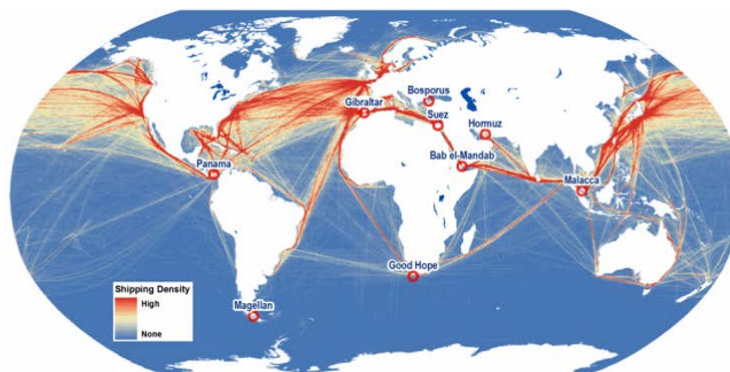 Bosporus
Gibraltar
Suez
Hormuz
Bab el-Mandab
Panama
Malacca
Good Hope
Magellan
Shipping Density
High
None